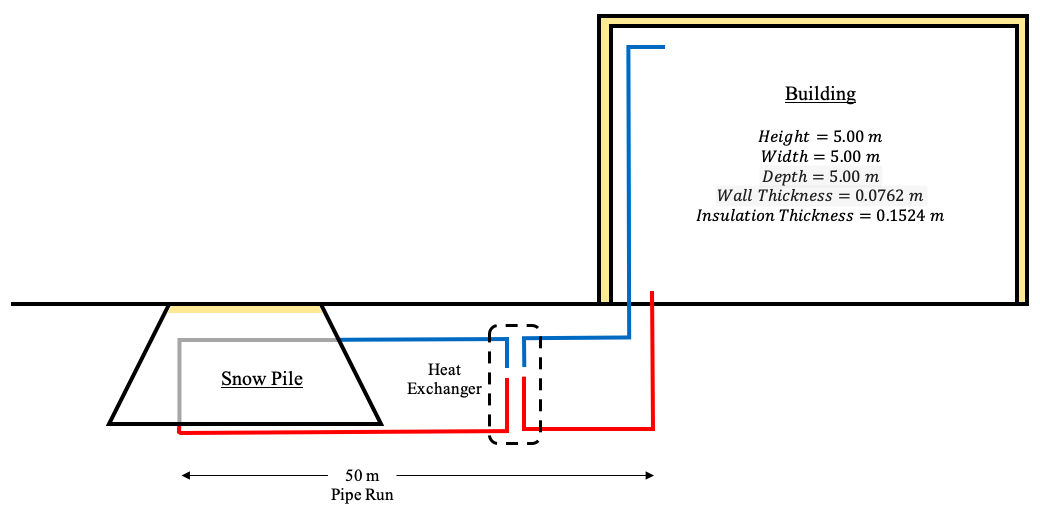 Building
Height = 5.00 m
Width = 5.00 m
Depth = 5.00 m
Wall Thickness = 0.0762 m
Insulation Thickness = 0.1524 m
Heat
Exchanger
Snow Pile
50 m
Pipe Run